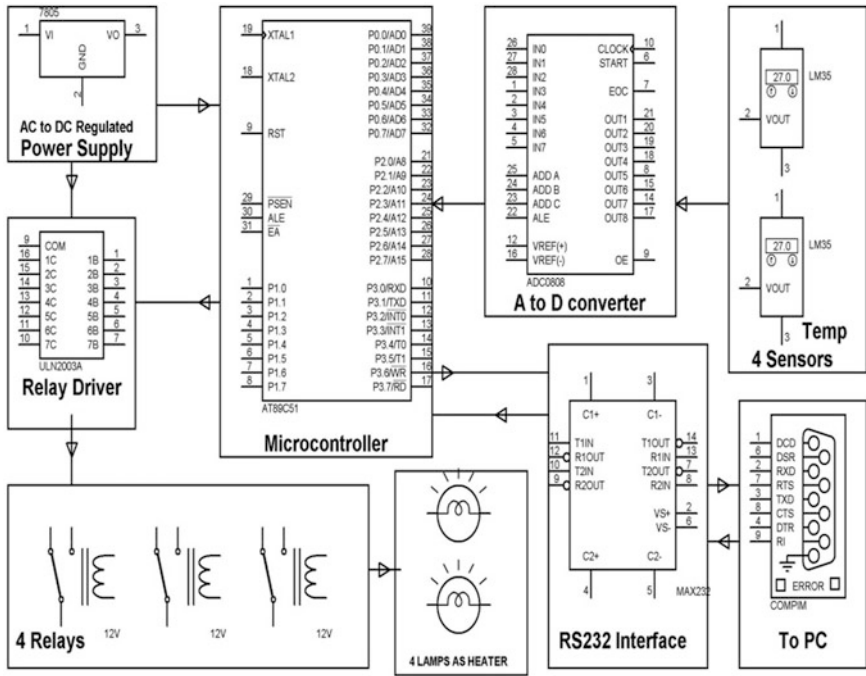 7805
1 VI VO 3
GND
2
AC to DC Regulated
Power Supply
9 COM
16 1C 1B 1
15 2C 2B 2
14 3C 3B 3
13 4C 4B 4
12 5C 5B 5
11 6C 6B 6
10 7C 7B 7
ULN2003A
Relay Driver
19 XTAL1 P0.0/AD0 39
P0.1/AD1 38
P0.2/AD2 37
18 XTAL2 P0.3/AD3 36
P0.4/AD4 35
P0.5/AD5 34
P0.6/AD6 33
9 RST P0.7/AD7 32
P2.0/A8 21
P2.1/A9 22
P2.2/A10 23
29 PSEN P2.3/A11 24
30 ALE P2.4/A12 25
31 EA P2.5/A13 26
P2.6/A14 27
P2.7/A15 28
1 P1.0 P3.0/RXD 10
2 P1.1 P3.1/TXD 11
3 P1.2 P3.2/INT0 12
4 P1.3 P3.3/INT1 13
5 P1.4 P3.4/T0 14
6 P1.5 P3.5/T1 15
7 P1.6 P3.6/WR 16
8 P1.7 P3.7/RD 17
AT89C51
Microcontroller
26 IN0 CLOCK 10
27 IN1 START 6
28 IN2
1 IN3 EOC 7
2 IN4
3 IN5 OUT1 21
4 IN6 OUT2 20
5 IN7 OUT3 19
OUT4 18
25 ADD A OUT5 8
24 ADD B OUT6 15
23 ADD C OUT7 14
22 ALE OUT8 17
12 VREF(+)
16 VREF(-) OE 9
ADC0808
A to D converter
1
27.0 LM35
2 VOUT
3
1
27.0 LM35
2 VOUT
3
Temp
4 Sensors
1 3
C1+ C1-
11 T1IN T1OUT 14
12 R1OUT R1IN 13
10 T2IN T2OUT 7
9 R2OUT R2IN 8
VS+ 2
VS- 6
C2+ C2-
4 5 MAX232
RS232 Interface
1 DCD
6 DSR
2 RXD
7 RTS
3 TXD
8 CTS
4 DTR
9 RI
ERROR
COMPIM
To PC
12V 12V 12V
4 Relays
4 LAMPS AS HEATER